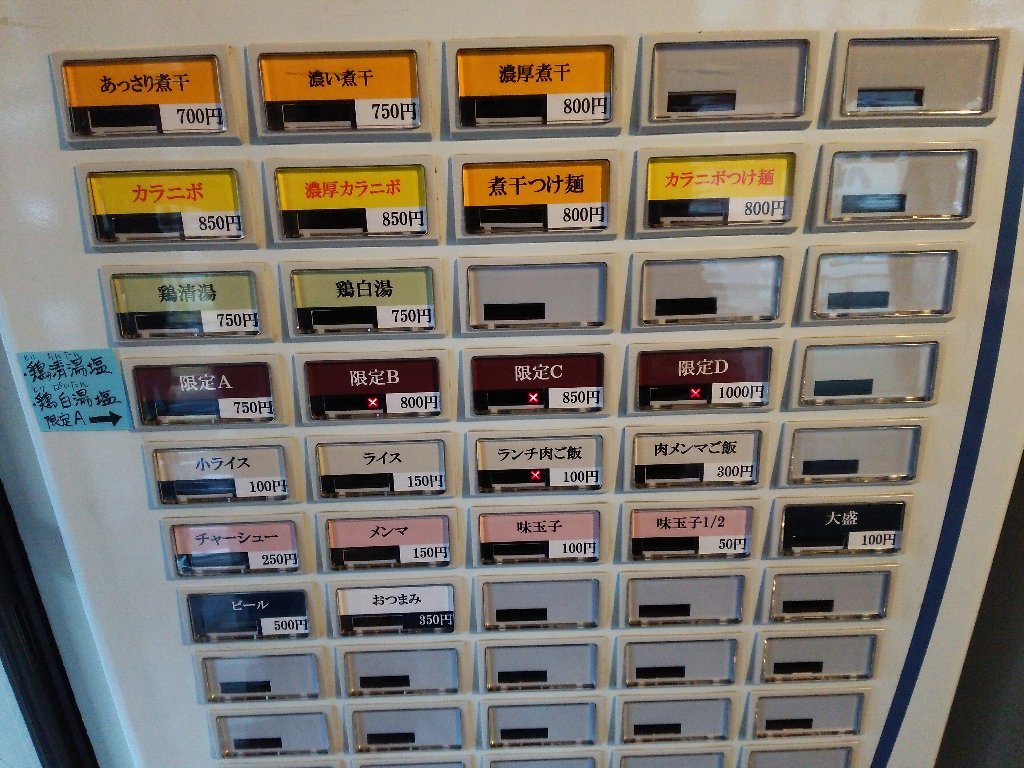 あっさり煮干
700円
濃い煮干
750円
濃厚煮干
800円
カラニボ
850円
濃厚カラニボ
850円
煮干つけ麺
800円
カラニボつけ麺
800円
鶏清湯
750円
鶏白湯
750円
鶏清湯塩
鶏白湯塩
限定A→
限定A
750円
限定B
× 800円
限定C
× 850円
限定D
× 1000円
小ライス
100円
ライス
150円
ランチ肉ご飯
× 100円
肉メンマご飯
300円
チャーシュー
250円
メンマ
150円
味玉子
100円
味玉子1/2
50円
大盛
100円
ビール
500円
おつまみ
350円